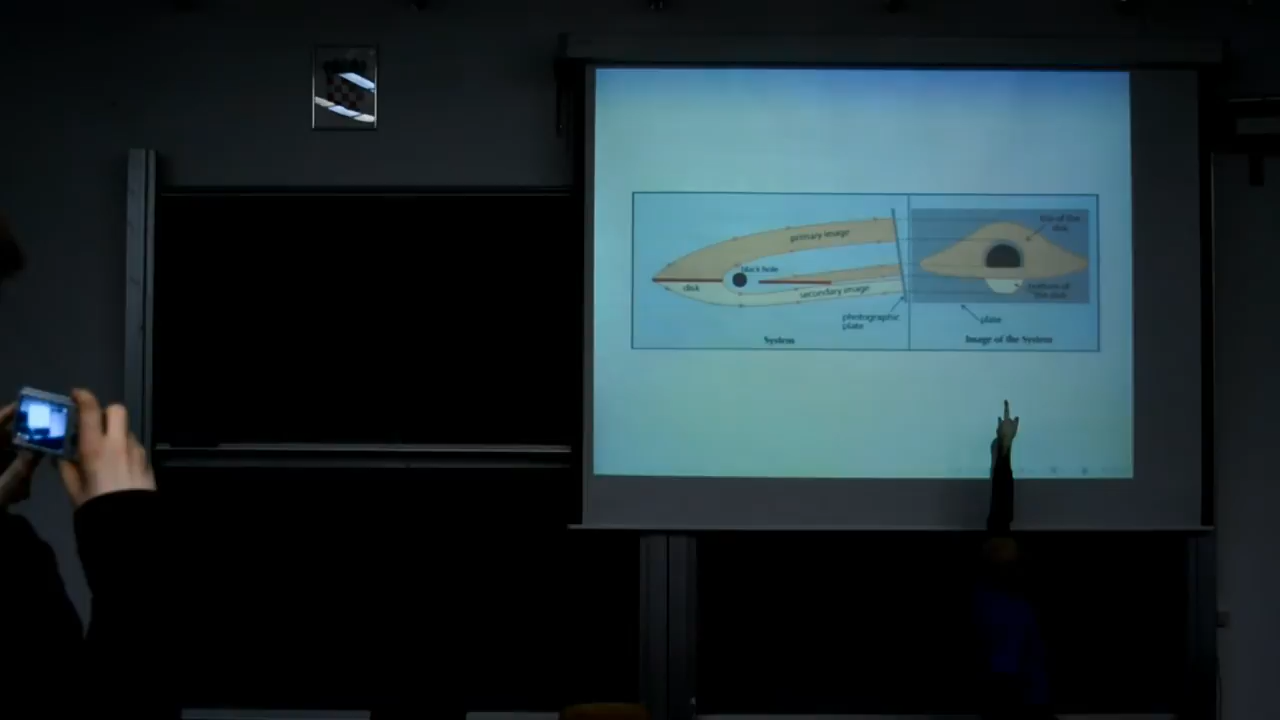 primary image
black hole
disk
secondary image
photographic
plate
System
top of the
disk
bottom of
the disk
plate
Image of the System